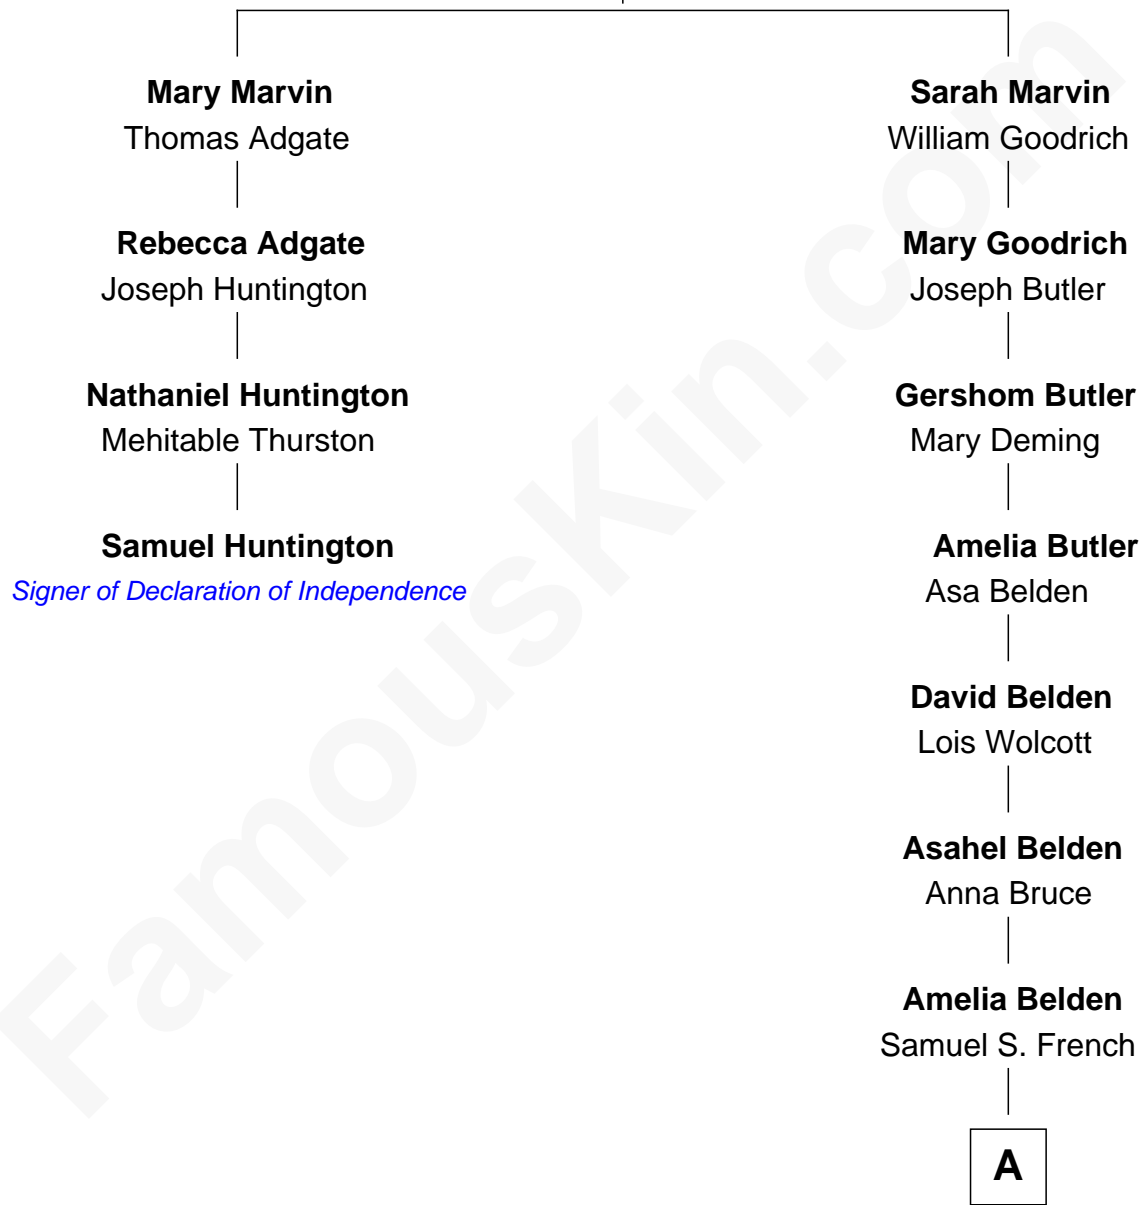 Mary Marvin
Thomas Adgate
Sarah Marvin
William Goodrich
Rebecca Adgate
Joseph Huntington
Mary Goodrich
Joseph Butler
Nathaniel Huntington
Mehitable Thurston
Gershom Butler
Mary Deming
Samuel Huntington
Signer of Declaration of Independence
Amelia Butler
Asa Belden
David Belden
Lois Wolcott
Asahel Belden
Anna Bruce
Amelia Belden
Samuel S. French
A
FamousKin.com